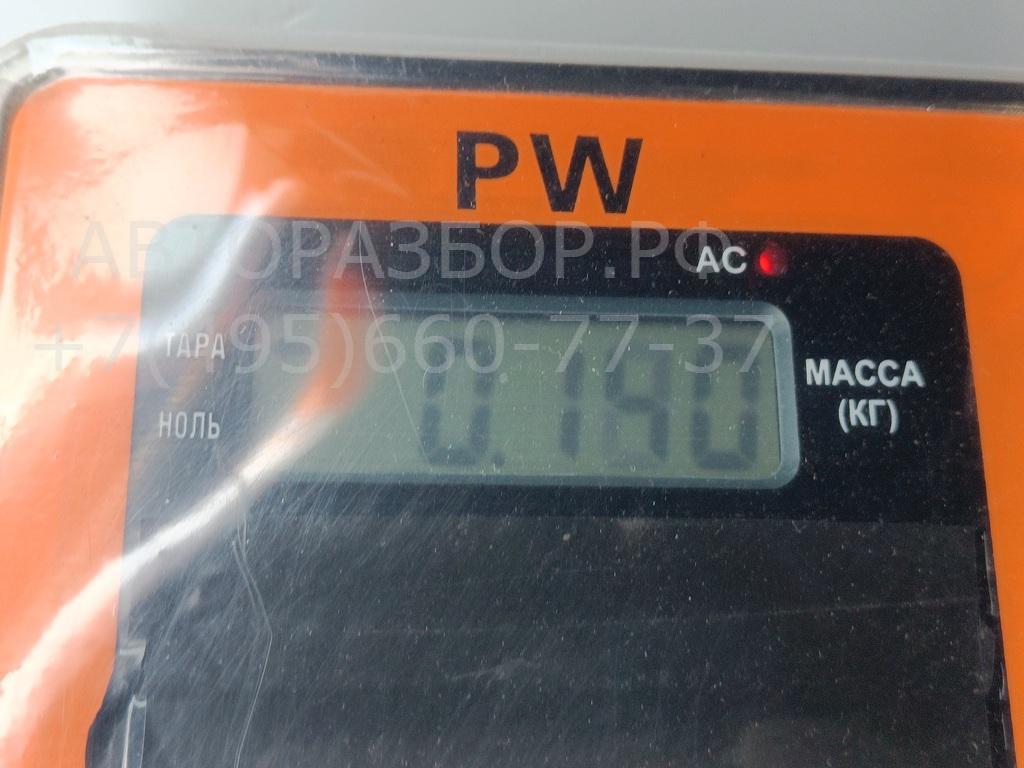 PW
АВТОРАЗБОР.РФ
AC
+7(495)660-77-37
ТАРА
0.190
МАССА
(КГ)
НОЛЬ